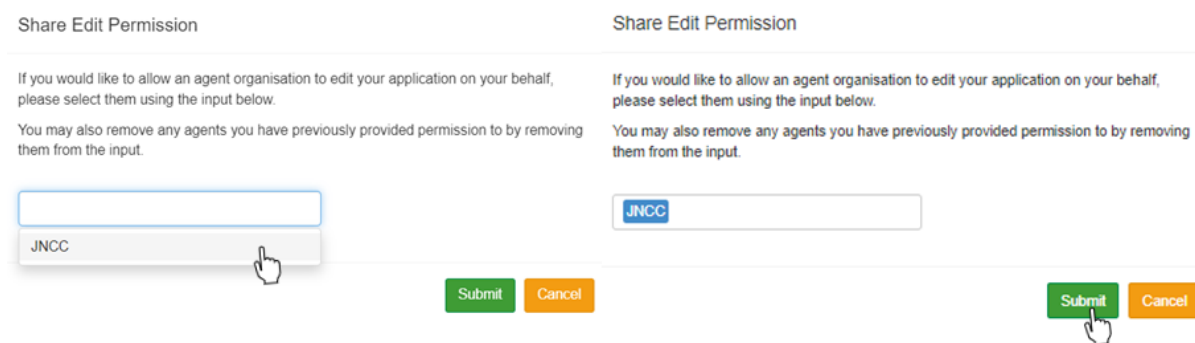 Share Edit Permission
If you would like to allow an agent organisation to edit your application on your behalf,
please select them using the input below.
You may also remove any agents you have previously provided permission to by removing
them from the input.
JNCC
Submit
Cancel
Share Edit Permission
If you would like to allow an agent organisation to edit your application on your behalf,
please select them using the input below.
You may also remove any agents you have previously provided permission to by removing
them from the input.
JNCC
Submit
Cancel